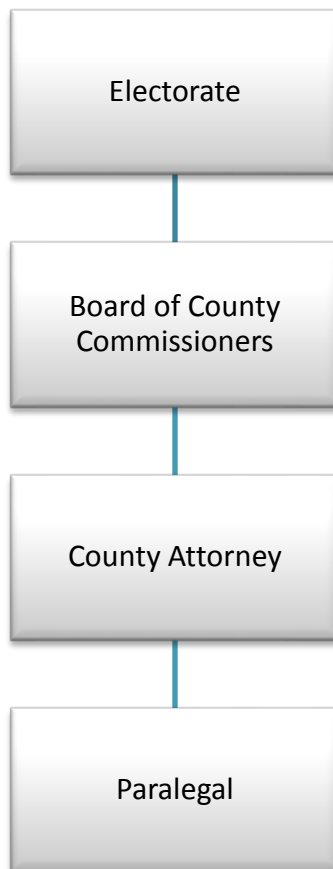 Electorate
Board of County
Commissioners
County Attorney
Paralegal